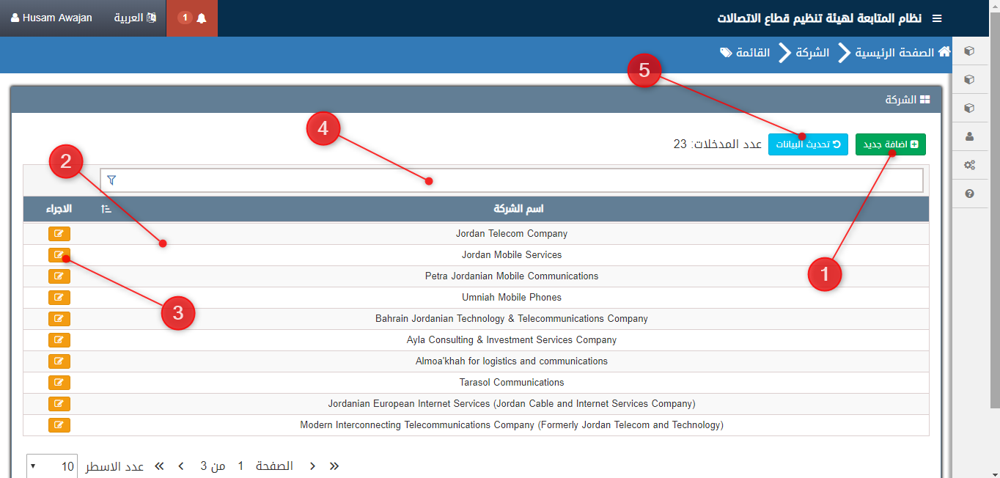 نظام المتابعة لهيئة تنظيم قطاع الاتصالات
1
العربية
Husam Awajan
الصفحة الرئيسية
الشركة
القائمة
5
الشركة
4
اضافة جديد
تحديث البيانات
عدد المدخلات: 23
2
اسم الشركة
الاجراء
Jordan Telecom Company
Jordan Mobile Services
Petra Jordanian Mobile Communications
1
Umniah Mobile Phones
3
Bahrain Jordanian Technology & Telecommunications Company
Ayla Consulting & Investment Services Company
Almoa'khah for logistics and communications
Tarasol Communications
Jordanian European Internet Services (Jordan Cable and Internet Services Company)
Modern Interconnecting Telecommunications Company (Formerly Jordan Telecom and Technology)
الصفحة 1 من 3
عدد الاسطر 10